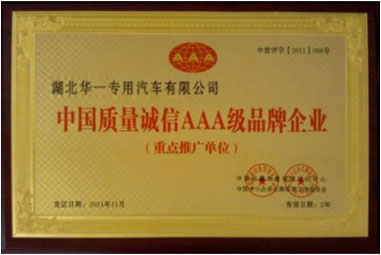 AAA
中质评字【2011】068号
湖北华一专用汽车有限公司
中国质量诚信AAA级品牌企业
（重点推广单位）
发证日期：2011年11月
有效日期：3年